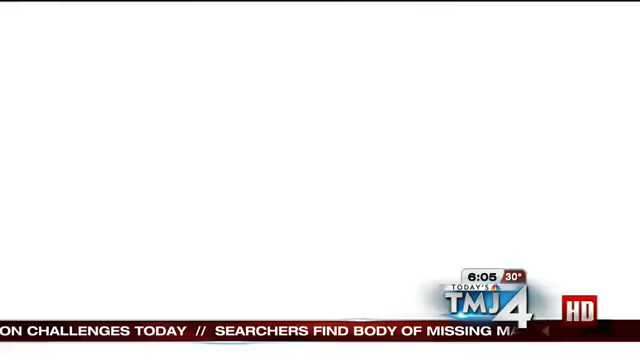 6:05 30°
TODAY'S
TMJ4
HD
ON CHALLENGES TODAY // SEARCHERS FIND BODY OF MISSING